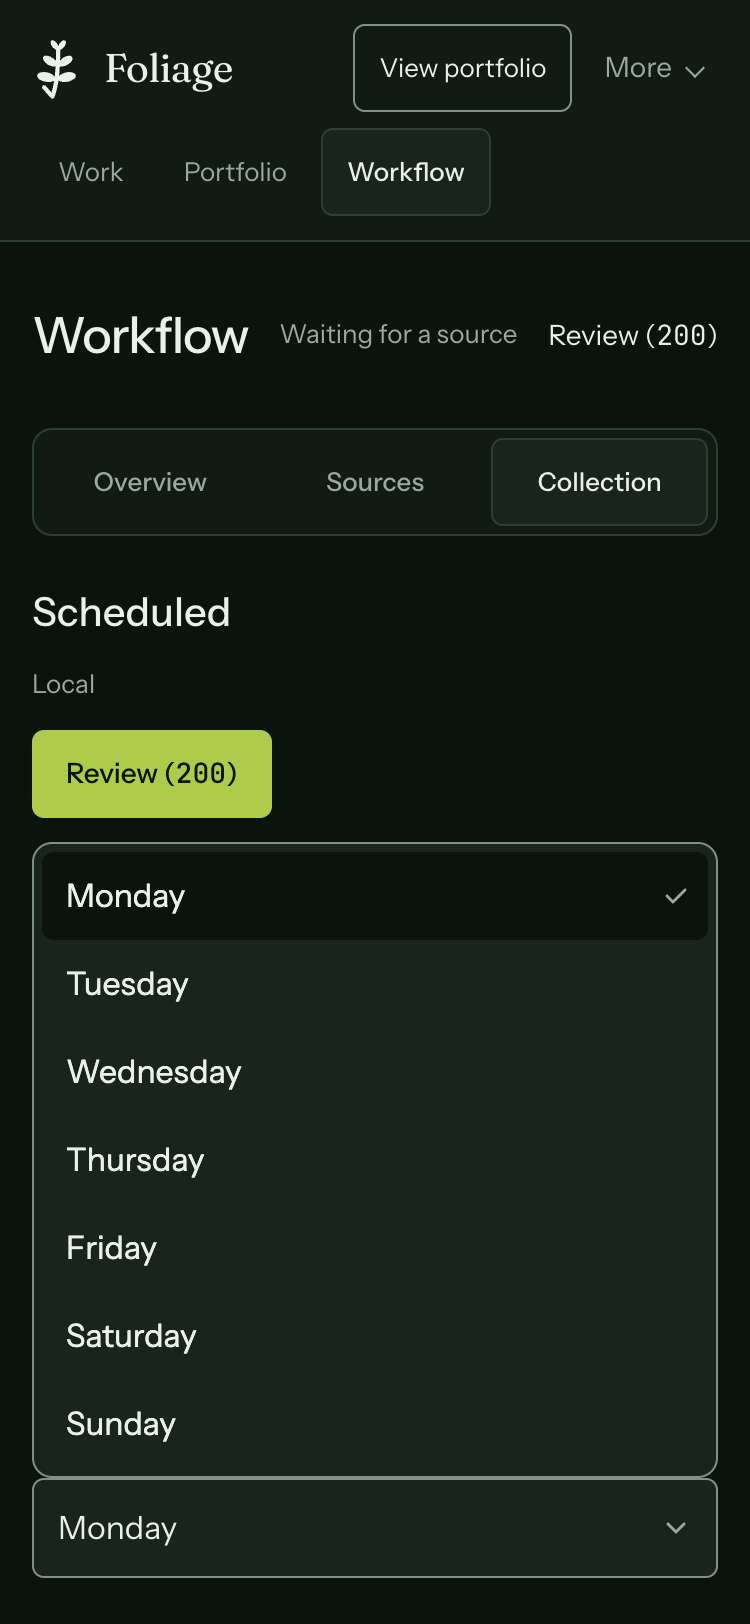 Foliage
View portfolio
More
Work
Portfolio
Workflow
Workflow
Waiting for a source
Review (200)
Overview
Sources
Collection
Scheduled
Local
Review (200)
Monday
Tuesday
Wednesday
Thursday
Friday
Saturday
Sunday
Monday